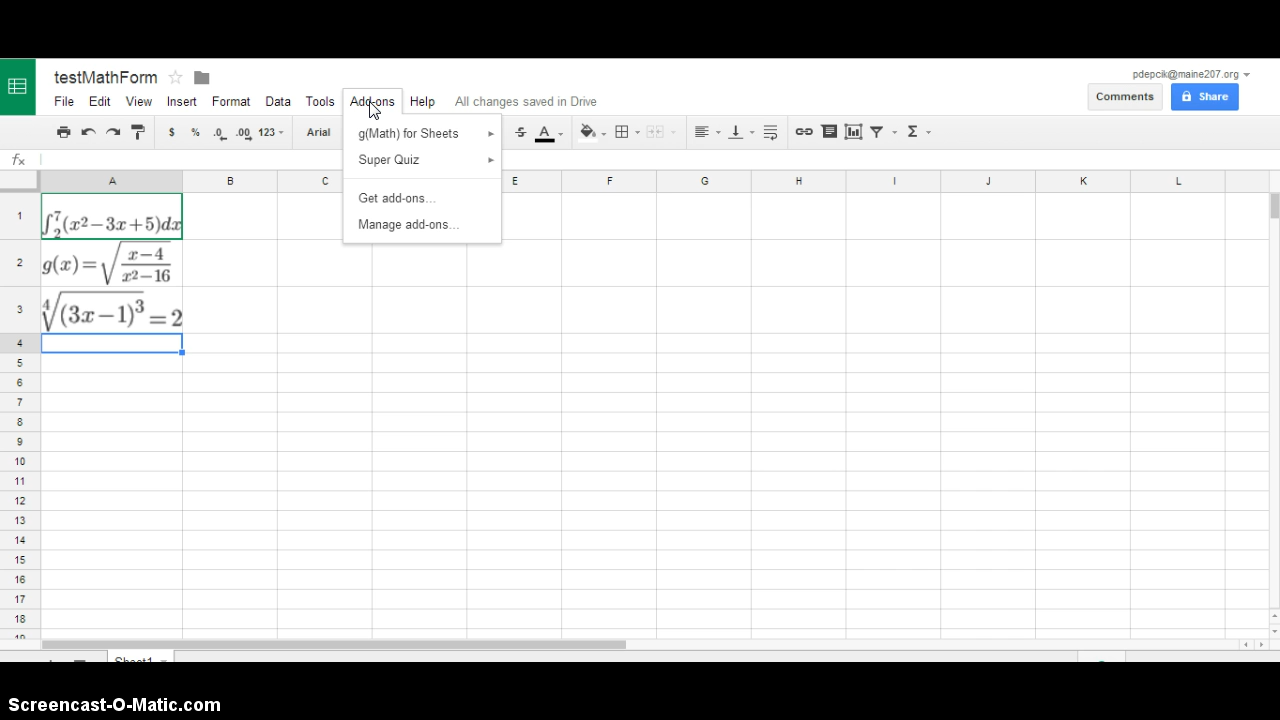 testMathForm
pdepcik@maine207.org
File Edit View Insert Format Data Tools Add-ons Help All changes saved in Drive
Comments
Share
$ % .0 .00 123 Arial
g(Math) for Sheets
Super Quiz
Get add-ons...
Manage add-ons...
fx
A B C E F G H I J K L
1 ∫₂⁷(x²−3x+5)dx
2 g(x)=√((x−4)/(x²−16))
3 ∜((3x−1)³)=2
4
5
6
7
8
9
10
11
12
13
14
15
16
17
18
19
Sheet1
Screencast-O-Matic.com